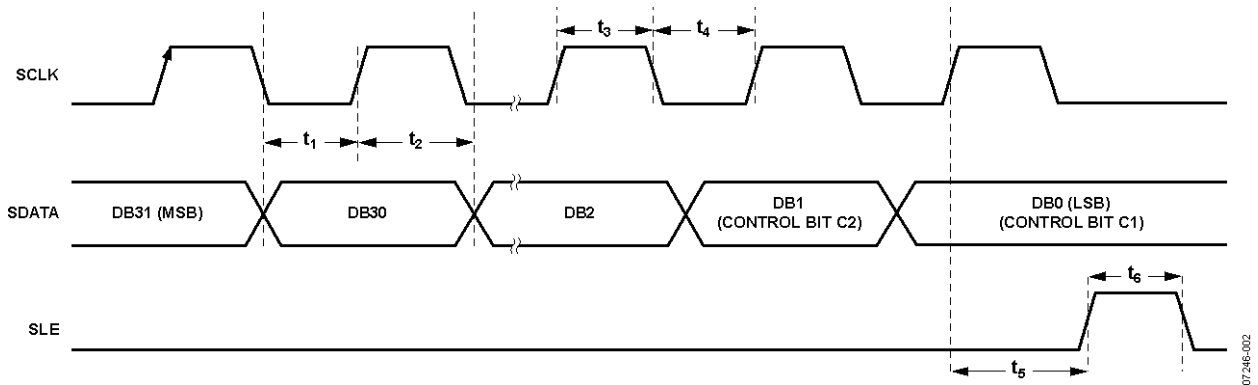 t3
t4
SCLK
t1
t2
SDATA
DB31 (MSB)
DB30
DB2
DB1
(CONTROL BIT C2)
DB0 (LSB)
(CONTROL BIT C1)
t6
SLE
t5
07246-002